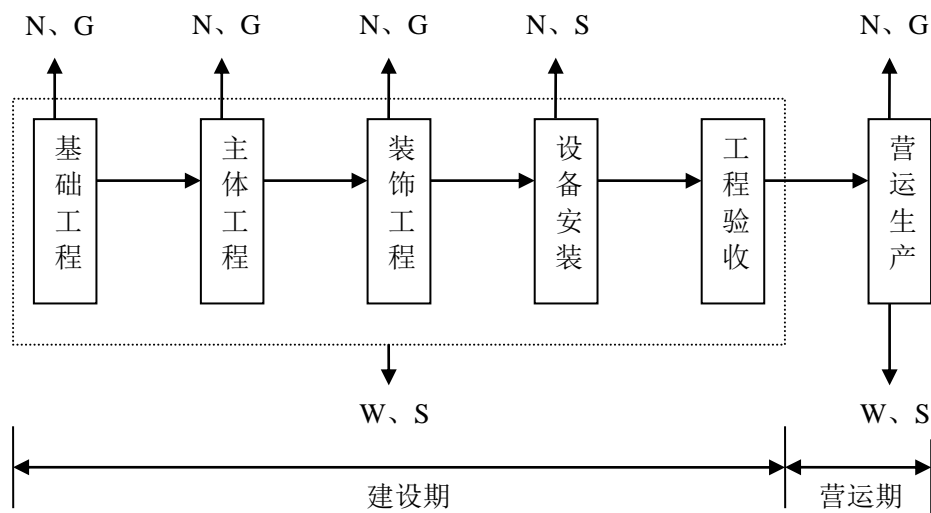 N、G
N、G
N、G
N、S
N、G
基础工程
主体工程
装饰工程
设备安装
工程验收
营运生产
W、S
W、S
建设期
营运期